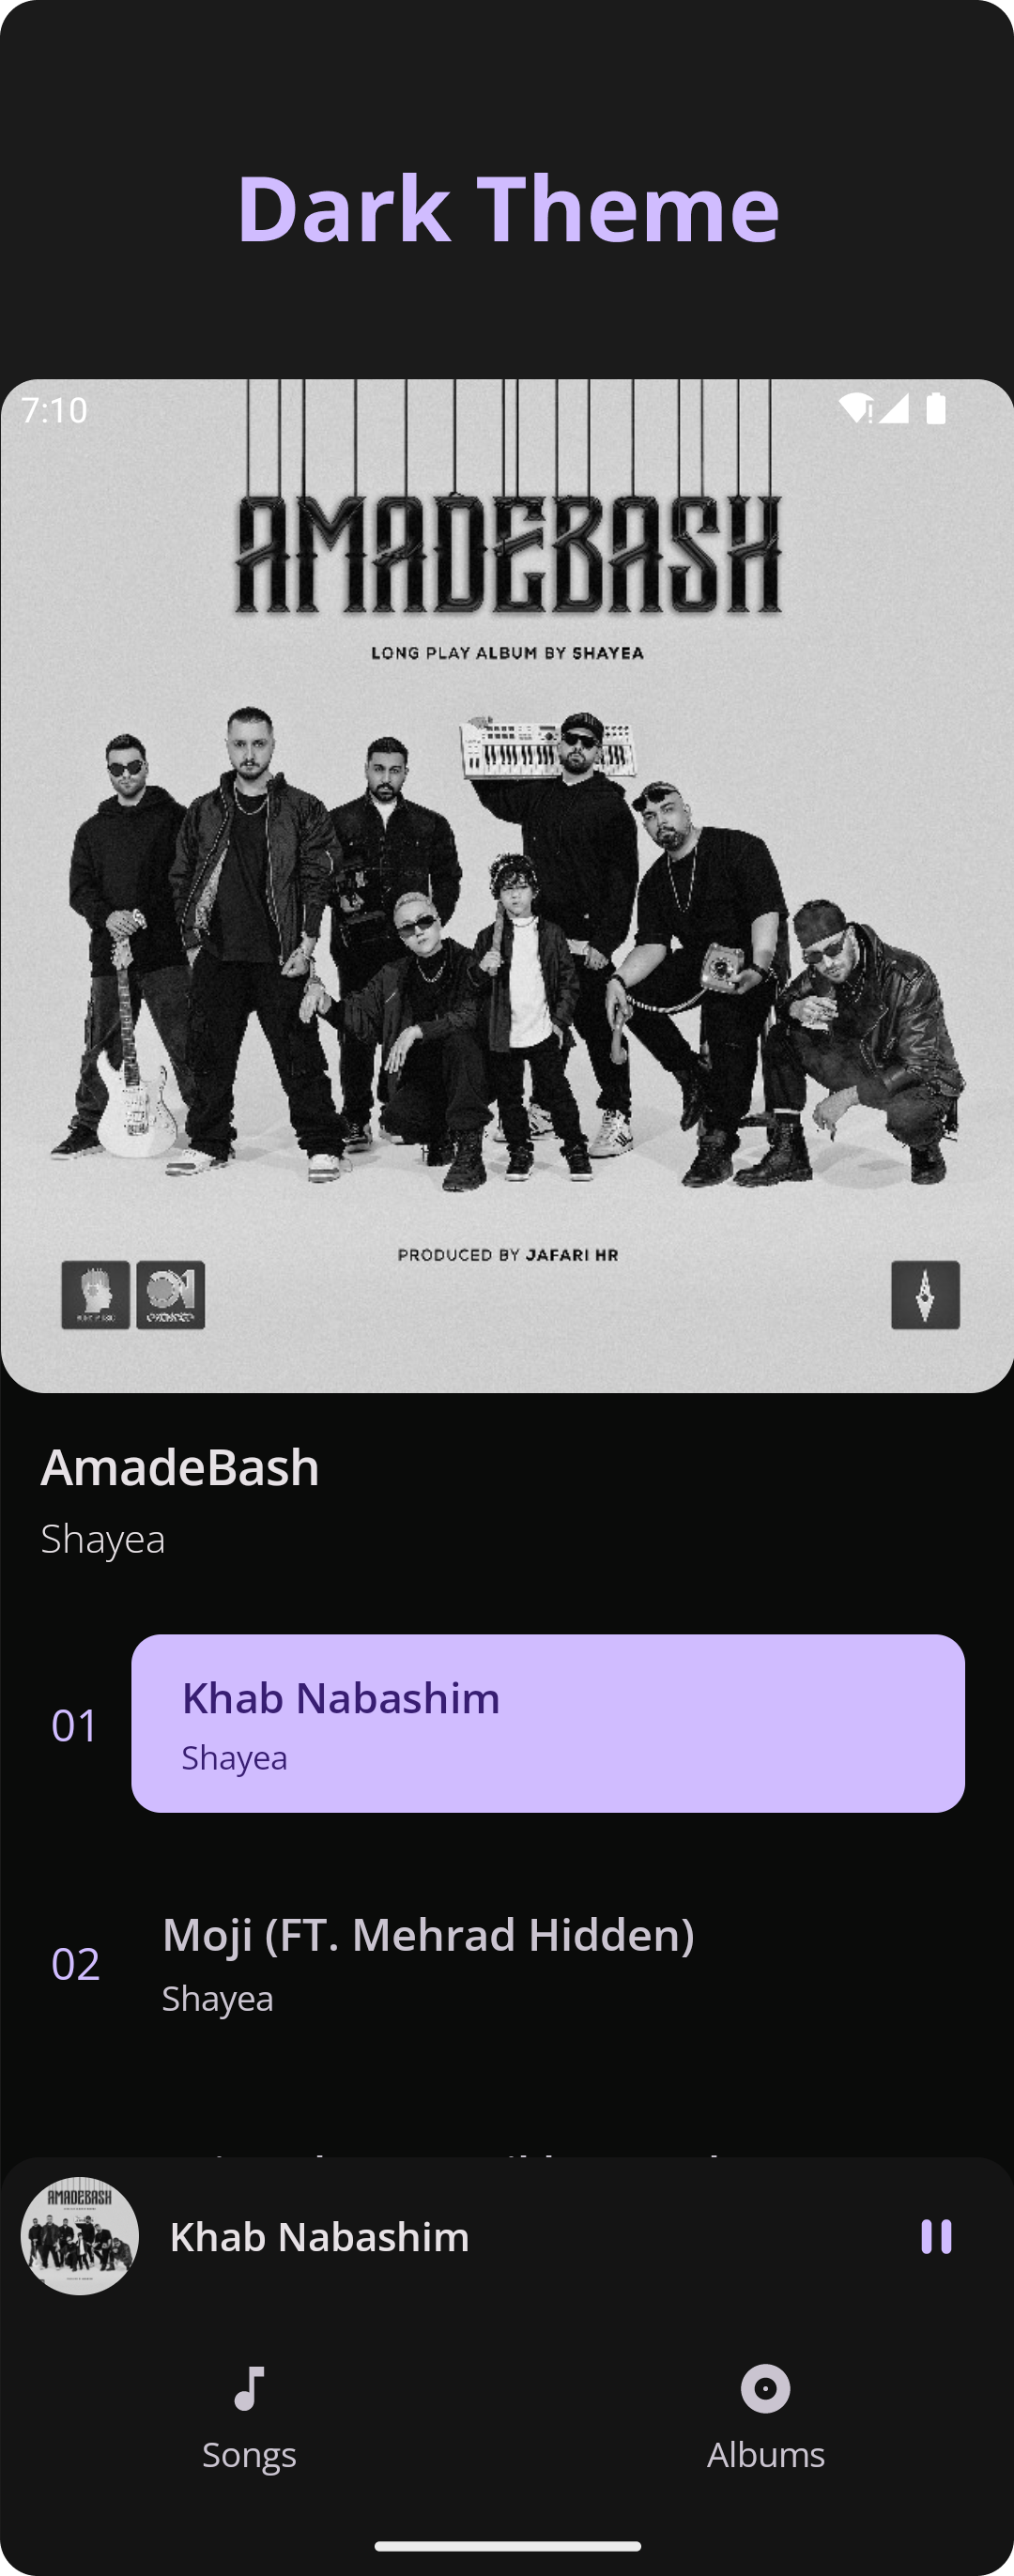 Dark Theme
7:10
AMADEBASH
LONG PLAY ALBUM BY SHAYEA
PRODUCED BY JAFARI HR
AmadeBash
Shayea
01
Khab Nabashim
Shayea
02
Moji (FT. Mehrad Hidden)
Shayea
AMADEBASH
Khab Nabashim
Songs
Albums